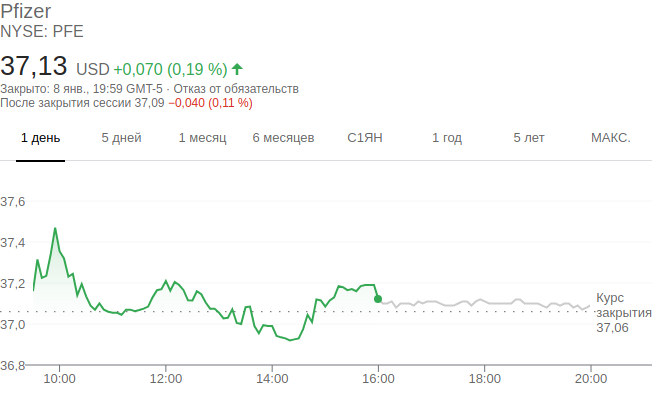 Pfizer
NYSE: PFE
37,13 USD +0,070 (0,19 %)
Закрыто: 8 янв., 19:59 GMT-5 · Отказ от обязательств
После закрытия сессии 37,09 −0,040 (0,11 %)
1 день 5 дней 1 месяц 6 месяцев С1ЯН 1 год 5 лет МАКС.
37,6
37,4
37,2
37,0
36,8
Курс
закрытия
37,06
10:00 12:00 14:00 16:00 18:00 20:00